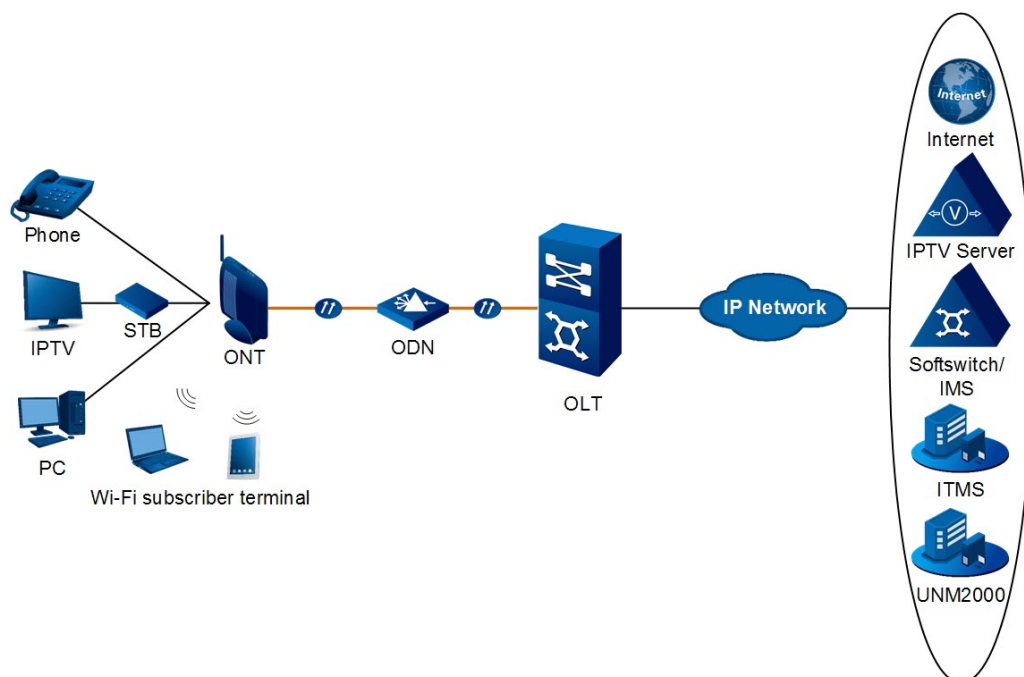 Internet
Internet
V
IPTV Server
Softswitch/
IMS
ITMS
UNM2000
Phone
IPTV
STB
PC
Wi-Fi subscriber terminal
ONT
ODN
OLT
IP Network